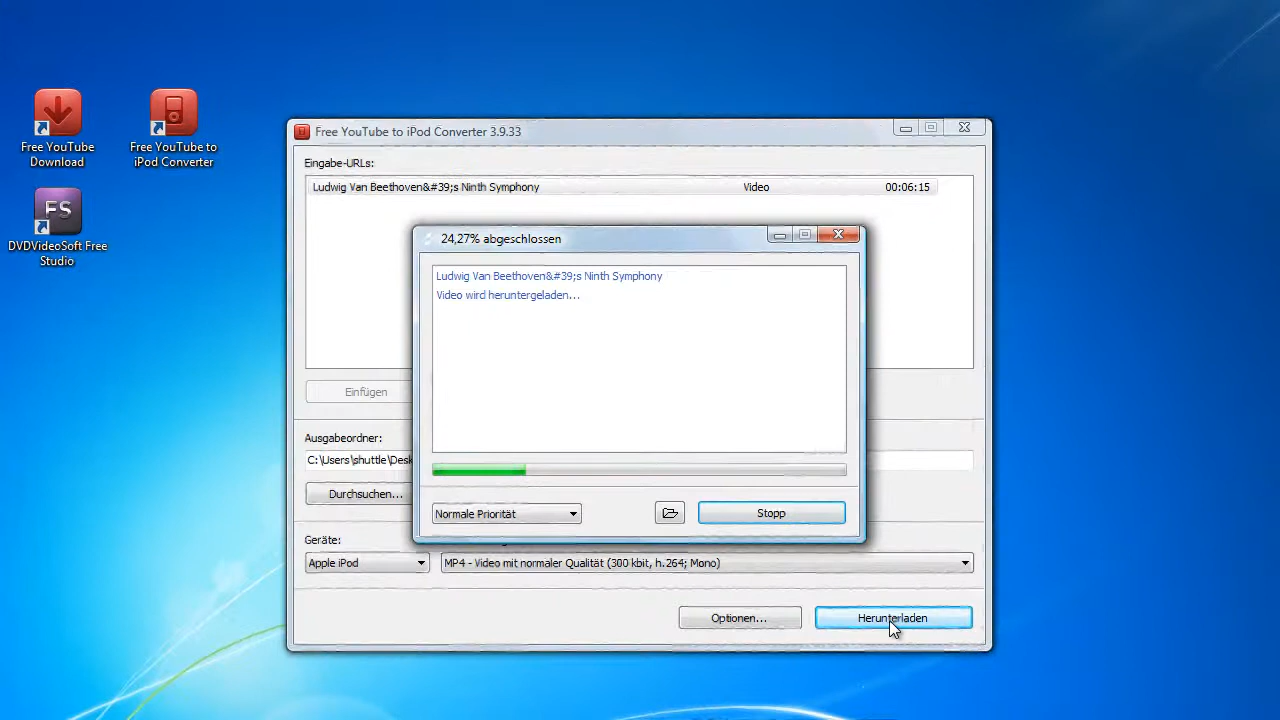 Free YouTube
Download
Free YouTube to
iPod Converter
FS
DVDVideoSoft Free
Studio
Free YouTube to iPod Converter 3.9.33
Eingabe-URLs:
Ludwig Van Beethoven&#39;s Ninth Symphony Video 00:06:15
24,27% abgeschlossen
Ludwig Van Beethoven&#39;s Ninth Symphony
Video wird heruntergeladen...
Einfügen
Ausgabeordner:
C:\Users\shuttle\Desk
Durchsuchen...
Normale Priorität
Stopp
Geräte:
Apple iPod
MP4 - Video mit normaler Qualität (300 kbit, h.264; Mono)
Optionen...
Herunterladen